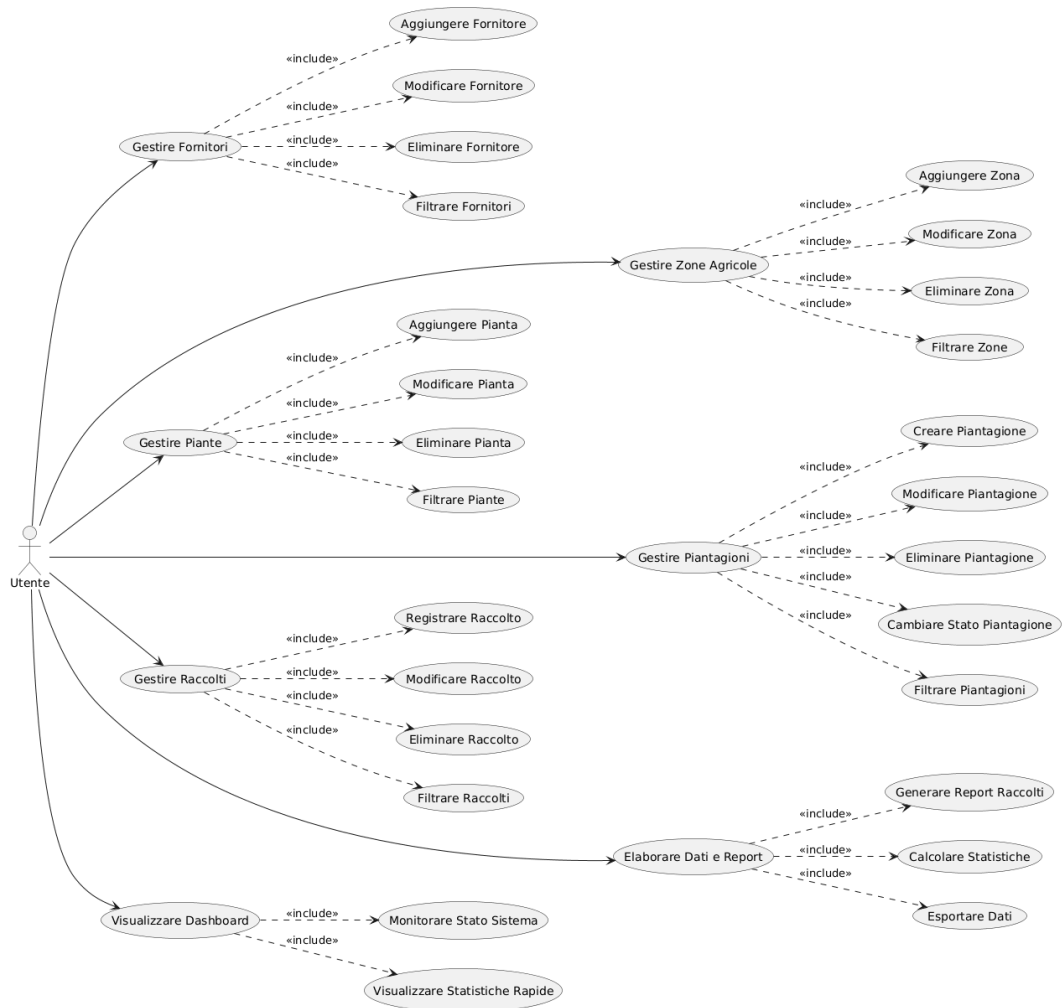 Aggiungere Fornitore
«include»
Modificare Fornitore
«include»
Gestire Fornitori
«include»
Eliminare Fornitore
«include»
Filtrare Fornitori
Aggiungere Zona
«include»
Modificare Zona
«include»
Gestire Zone Agricole
«include»
Eliminare Zona
«include»
Filtrare Zone
Aggiungere Pianta
«include»
Modificare Pianta
«include»
Gestire Piante
«include»
Eliminare Pianta
«include»
Filtrare Piante
Creare Piantagione
«include»
Modificare Piantagione
«include»
Gestire Piantagioni
«include»
Eliminare Piantagione
«include»
Cambiare Stato Piantagione
«include»
Filtrare Piantagioni
Utente
Registrare Raccolto
«include»
Gestire Raccolti
«include»
Modificare Raccolto
«include»
Eliminare Raccolto
«include»
Filtrare Raccolti
Generare Report Raccolti
«include»
Elaborare Dati e Report
«include»
Calcolare Statistiche
«include»
Esportare Dati
Visualizzare Dashboard
«include»
Monitorare Stato Sistema
«include»
Visualizzare Statistiche Rapide